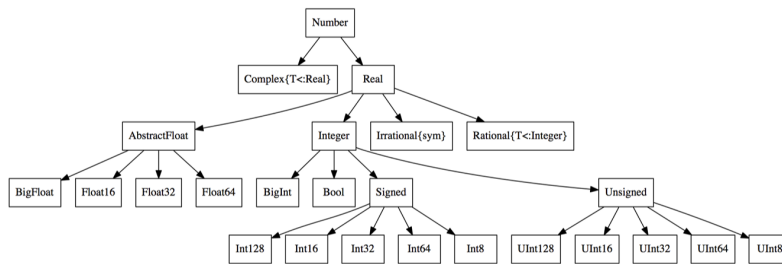 Number
Complex{T<:Real}
Real
AbstractFloat
Integer
Irrational{sym}
Rational{T<:Integer}
BigFloat
Float16
Float32
Float64
BigInt
Bool
Signed
Unsigned
Int128
Int16
Int32
Int64
Int8
UInt128
UInt16
UInt32
UInt64
UInt8